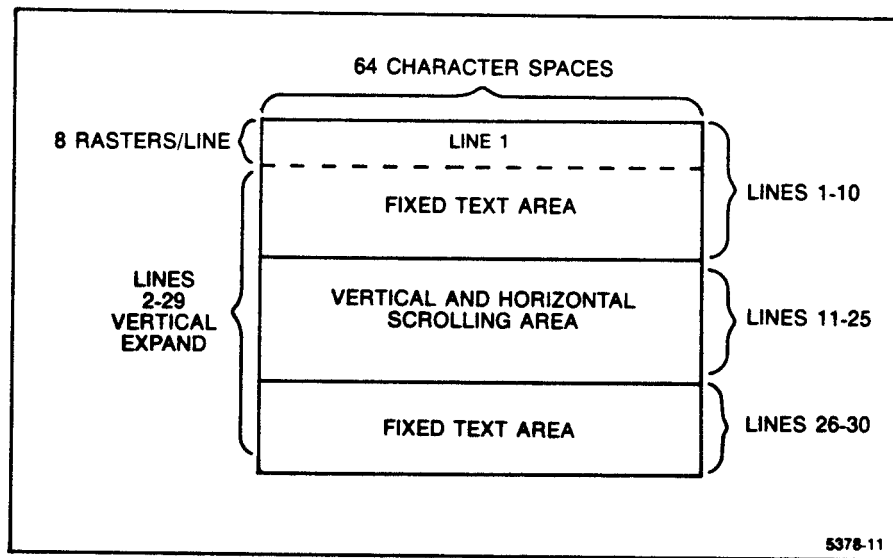 64 CHARACTER SPACES
8 RASTERS/LINE
LINE 1
LINES 1-10
FIXED TEXT AREA
LINES
2-29
VERTICAL
EXPAND
VERTICAL AND HORIZONTAL
SCROLLING AREA
LINES 11-25
FIXED TEXT AREA
LINES 26-30
5378-11